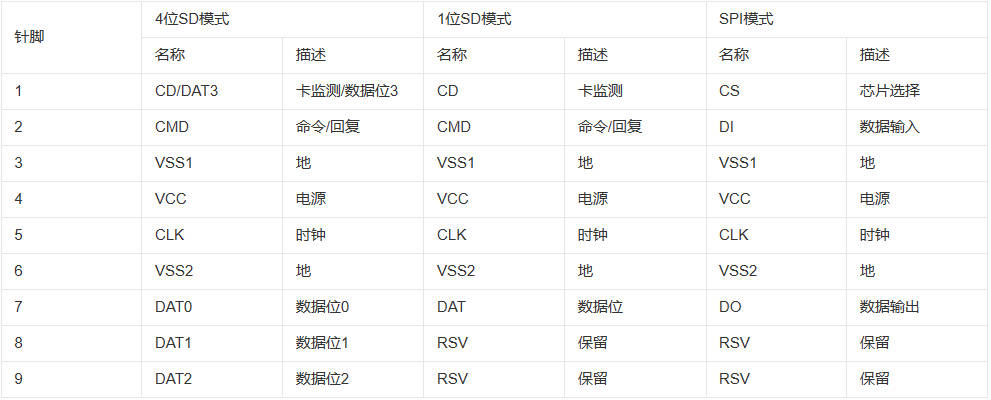 针脚 4位SD模式 1位SD模式 SPI模式
名称 描述 名称 描述 名称 描述
1 CD/DAT3 卡监测/数据位3 CD 卡监测 CS 芯片选择
2 CMD 命令/回复 CMD 命令/回复 DI 数据输入
3 VSS1 地 VSS1 地 VSS1 地
4 VCC 电源 VCC 电源 VCC 电源
5 CLK 时钟 CLK 时钟 CLK 时钟
6 VSS2 地 VSS2 地 VSS2 地
7 DAT0 数据位0 DAT 数据位 DO 数据输出
8 DAT1 数据位1 RSV 保留 RSV 保留
9 DAT2 数据位2 RSV 保留 RSV 保留